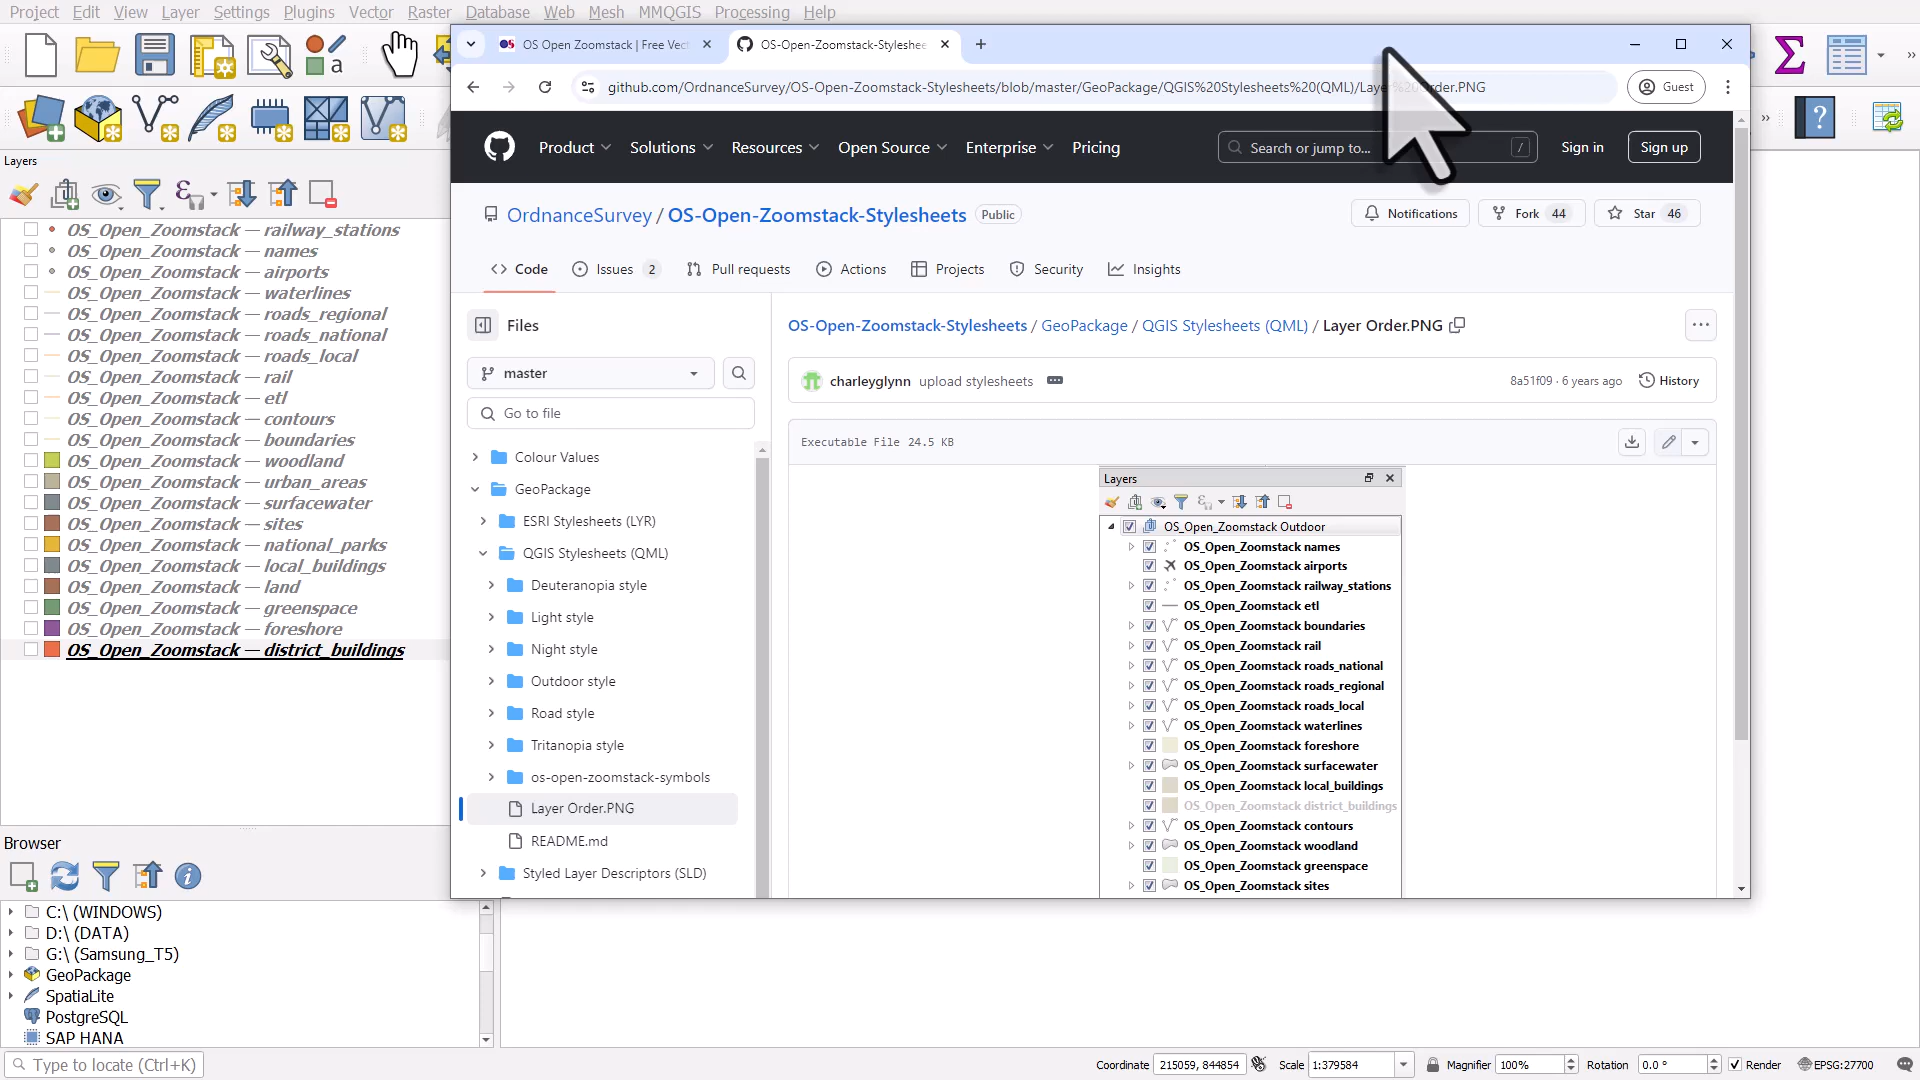 Project Edit View Layer Settings Plugins Vector Raster Database Web Mesh MMQGIS Processing Help
OS Open Zoomstack | Free Vect
OS-Open-Zoomstack-Styleshee
github.com/OrdnanceSurvey/OS-Open-Zoomstack-Stylesheets/blob/master/GeoPackage/QGIS%20Stylesheets%20(QML)/Layer%20Order.PNG
Guest
Product Solutions Resources Open Source Enterprise Pricing
Search or jump to... /
Sign in Sign up
OrdnanceSurvey / OS-Open-Zoomstack-Stylesheets Public
Notifications Fork 44 Star 46
Code Issues 2 Pull requests Actions Projects Security Insights
Files
master
Go to file
Colour Values
GeoPackage
ESRI Stylesheets (LYR)
QGIS Stylesheets (QML)
Deuteranopia style
Light style
Night style
Outdoor style
Road style
Tritanopia style
os-open-zoomstack-symbols
Layer Order.PNG
README.md
Styled Layer Descriptors (SLD)
OS-Open-Zoomstack-Stylesheets / GeoPackage / QGIS Stylesheets (QML) / Layer Order.PNG
charleyglynn upload stylesheets
8a51f09 · 6 years ago History
Executable File 24.5 KB
Layers
OS_Open_Zoomstack Outdoor
OS_Open_Zoomstack names
OS_Open_Zoomstack airports
OS_Open_Zoomstack railway_stations
OS_Open_Zoomstack etl
OS_Open_Zoomstack boundaries
OS_Open_Zoomstack rail
OS_Open_Zoomstack roads_national
OS_Open_Zoomstack roads_regional
OS_Open_Zoomstack roads_local
OS_Open_Zoomstack waterlines
OS_Open_Zoomstack foreshore
OS_Open_Zoomstack surfacewater
OS_Open_Zoomstack local_buildings
OS_Open_Zoomstack district_buildings
OS_Open_Zoomstack contours
OS_Open_Zoomstack woodland
OS_Open_Zoomstack greenspace
OS_Open_Zoomstack sites
Layers
OS_Open_Zoomstack — railway_stations
OS_Open_Zoomstack — names
OS_Open_Zoomstack — airports
OS_Open_Zoomstack — waterlines
OS_Open_Zoomstack — roads_regional
OS_Open_Zoomstack — roads_national
OS_Open_Zoomstack — roads_local
OS_Open_Zoomstack — rail
OS_Open_Zoomstack — etl
OS_Open_Zoomstack — contours
OS_Open_Zoomstack — boundaries
OS_Open_Zoomstack — woodland
OS_Open_Zoomstack — urban_areas
OS_Open_Zoomstack — surfacewater
OS_Open_Zoomstack — sites
OS_Open_Zoomstack — national_parks
OS_Open_Zoomstack — local_buildings
OS_Open_Zoomstack — land
OS_Open_Zoomstack — greenspace
OS_Open_Zoomstack — foreshore
OS_Open_Zoomstack — district_buildings
Browser
C:\ (WINDOWS)
D:\ (DATA)
G:\ (Samsung_T5)
GeoPackage
SpatiaLite
PostgreSQL
SAP HANA
Type to locate (Ctrl+K)
Coordinate 215059, 844854 Scale 1:379584 Magnifier 100% Rotation 0.0 ° Render EPSG:27700